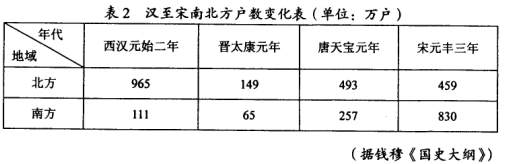 表2 汉至宋南北方户数变化表(单位:万户)
年代
地域
西汉元始二年 晋太康元年 唐天宝元年 宋元丰三年
北方 965 149 493 459
南方 111 65 257 830
(据钱穆《国史大纲》)